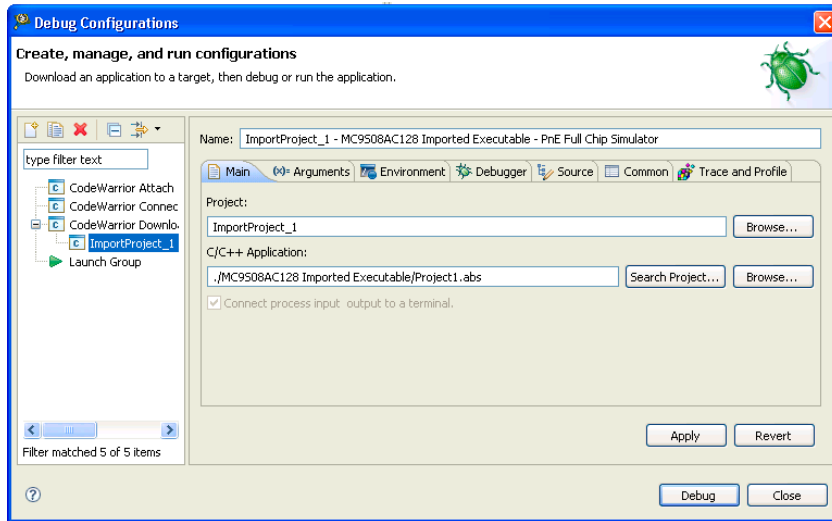 Debug Configurations
Create, manage, and run configurations
Download an application to a target, then debug or run the application.
type filter text
CodeWarrior Attach
CodeWarrior Connec
CodeWarrior Downlo
ImportProject_1
Launch Group
Filter matched 5 of 5 items
Name: ImportProject_1 - MC9S08AC128 Imported Executable - PnE Full Chip Simulator
Main (x)= Arguments Environment Debugger Source Common Trace and Profile
Project:
ImportProject_1 Browse...
C/C++ Application:
./MC9S08AC128 Imported Executable/Project1.abs Search Project... Browse...
Connect process input output to a terminal.
Apply Revert
Debug Close